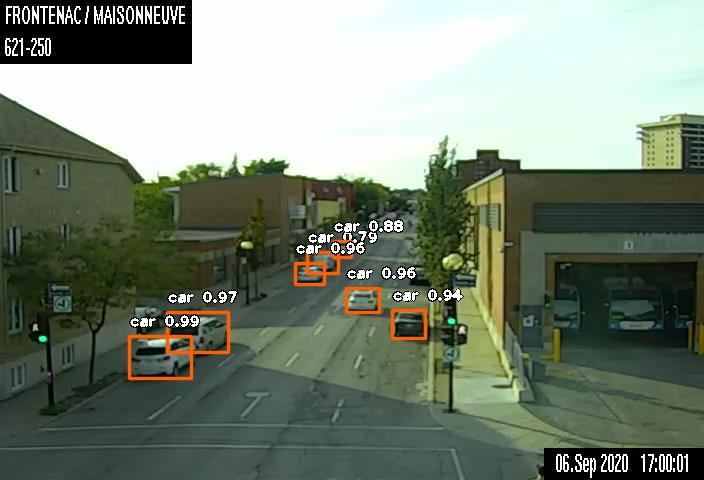 FRONTENAC / MAISONNEUVE
621-250
car 0.88
car 0.79
car 0.96
car 0.96
car 0.94
car 0.97
car 0.99
06.Sep 2020 17:00:01